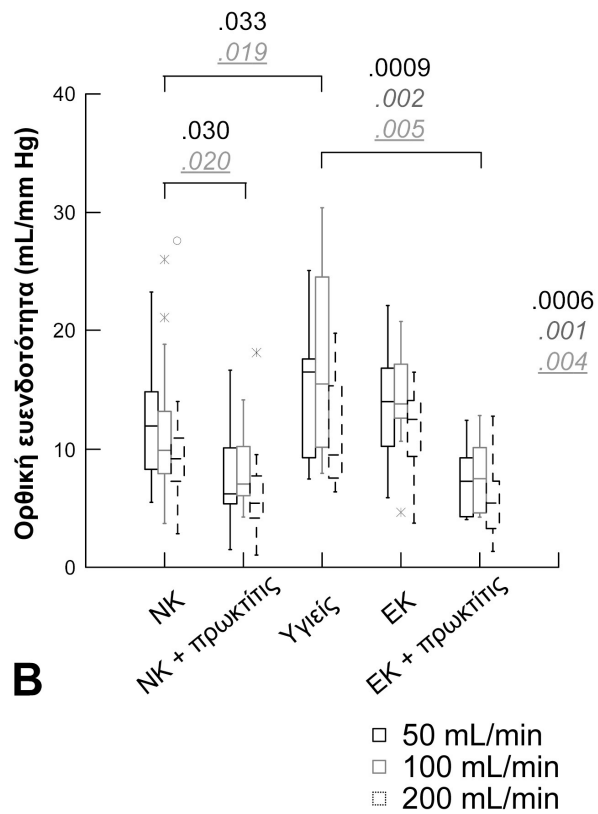 .033
.019
.0009
.002
.005
.030
.020
.0006
.001
.004
Ορθική ευενδοτότητα (mL/mm Hg)
40
30
20
10
0
ΝΚ
ΝΚ + πρωκτίτις
Υγιείς
ΕΚ
ΕΚ + πρωκτίτις
B
50 mL/min
100 mL/min
200 mL/min